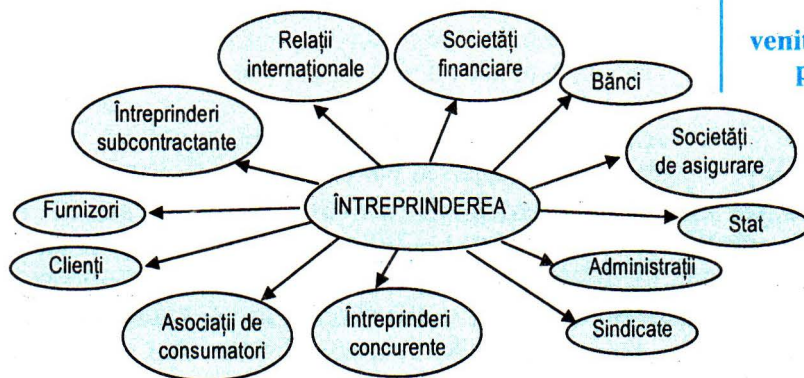 Relații
internaționale
Societăți
financiare
Bănci
Întreprinderi
subcontractante
Societăți
de asigurare
ÎNTREPRINDEREA
Furnizori
Stat
Clienți
Administrații
Asociații de
consumatori
Întreprinderi
concurente
Sindicate